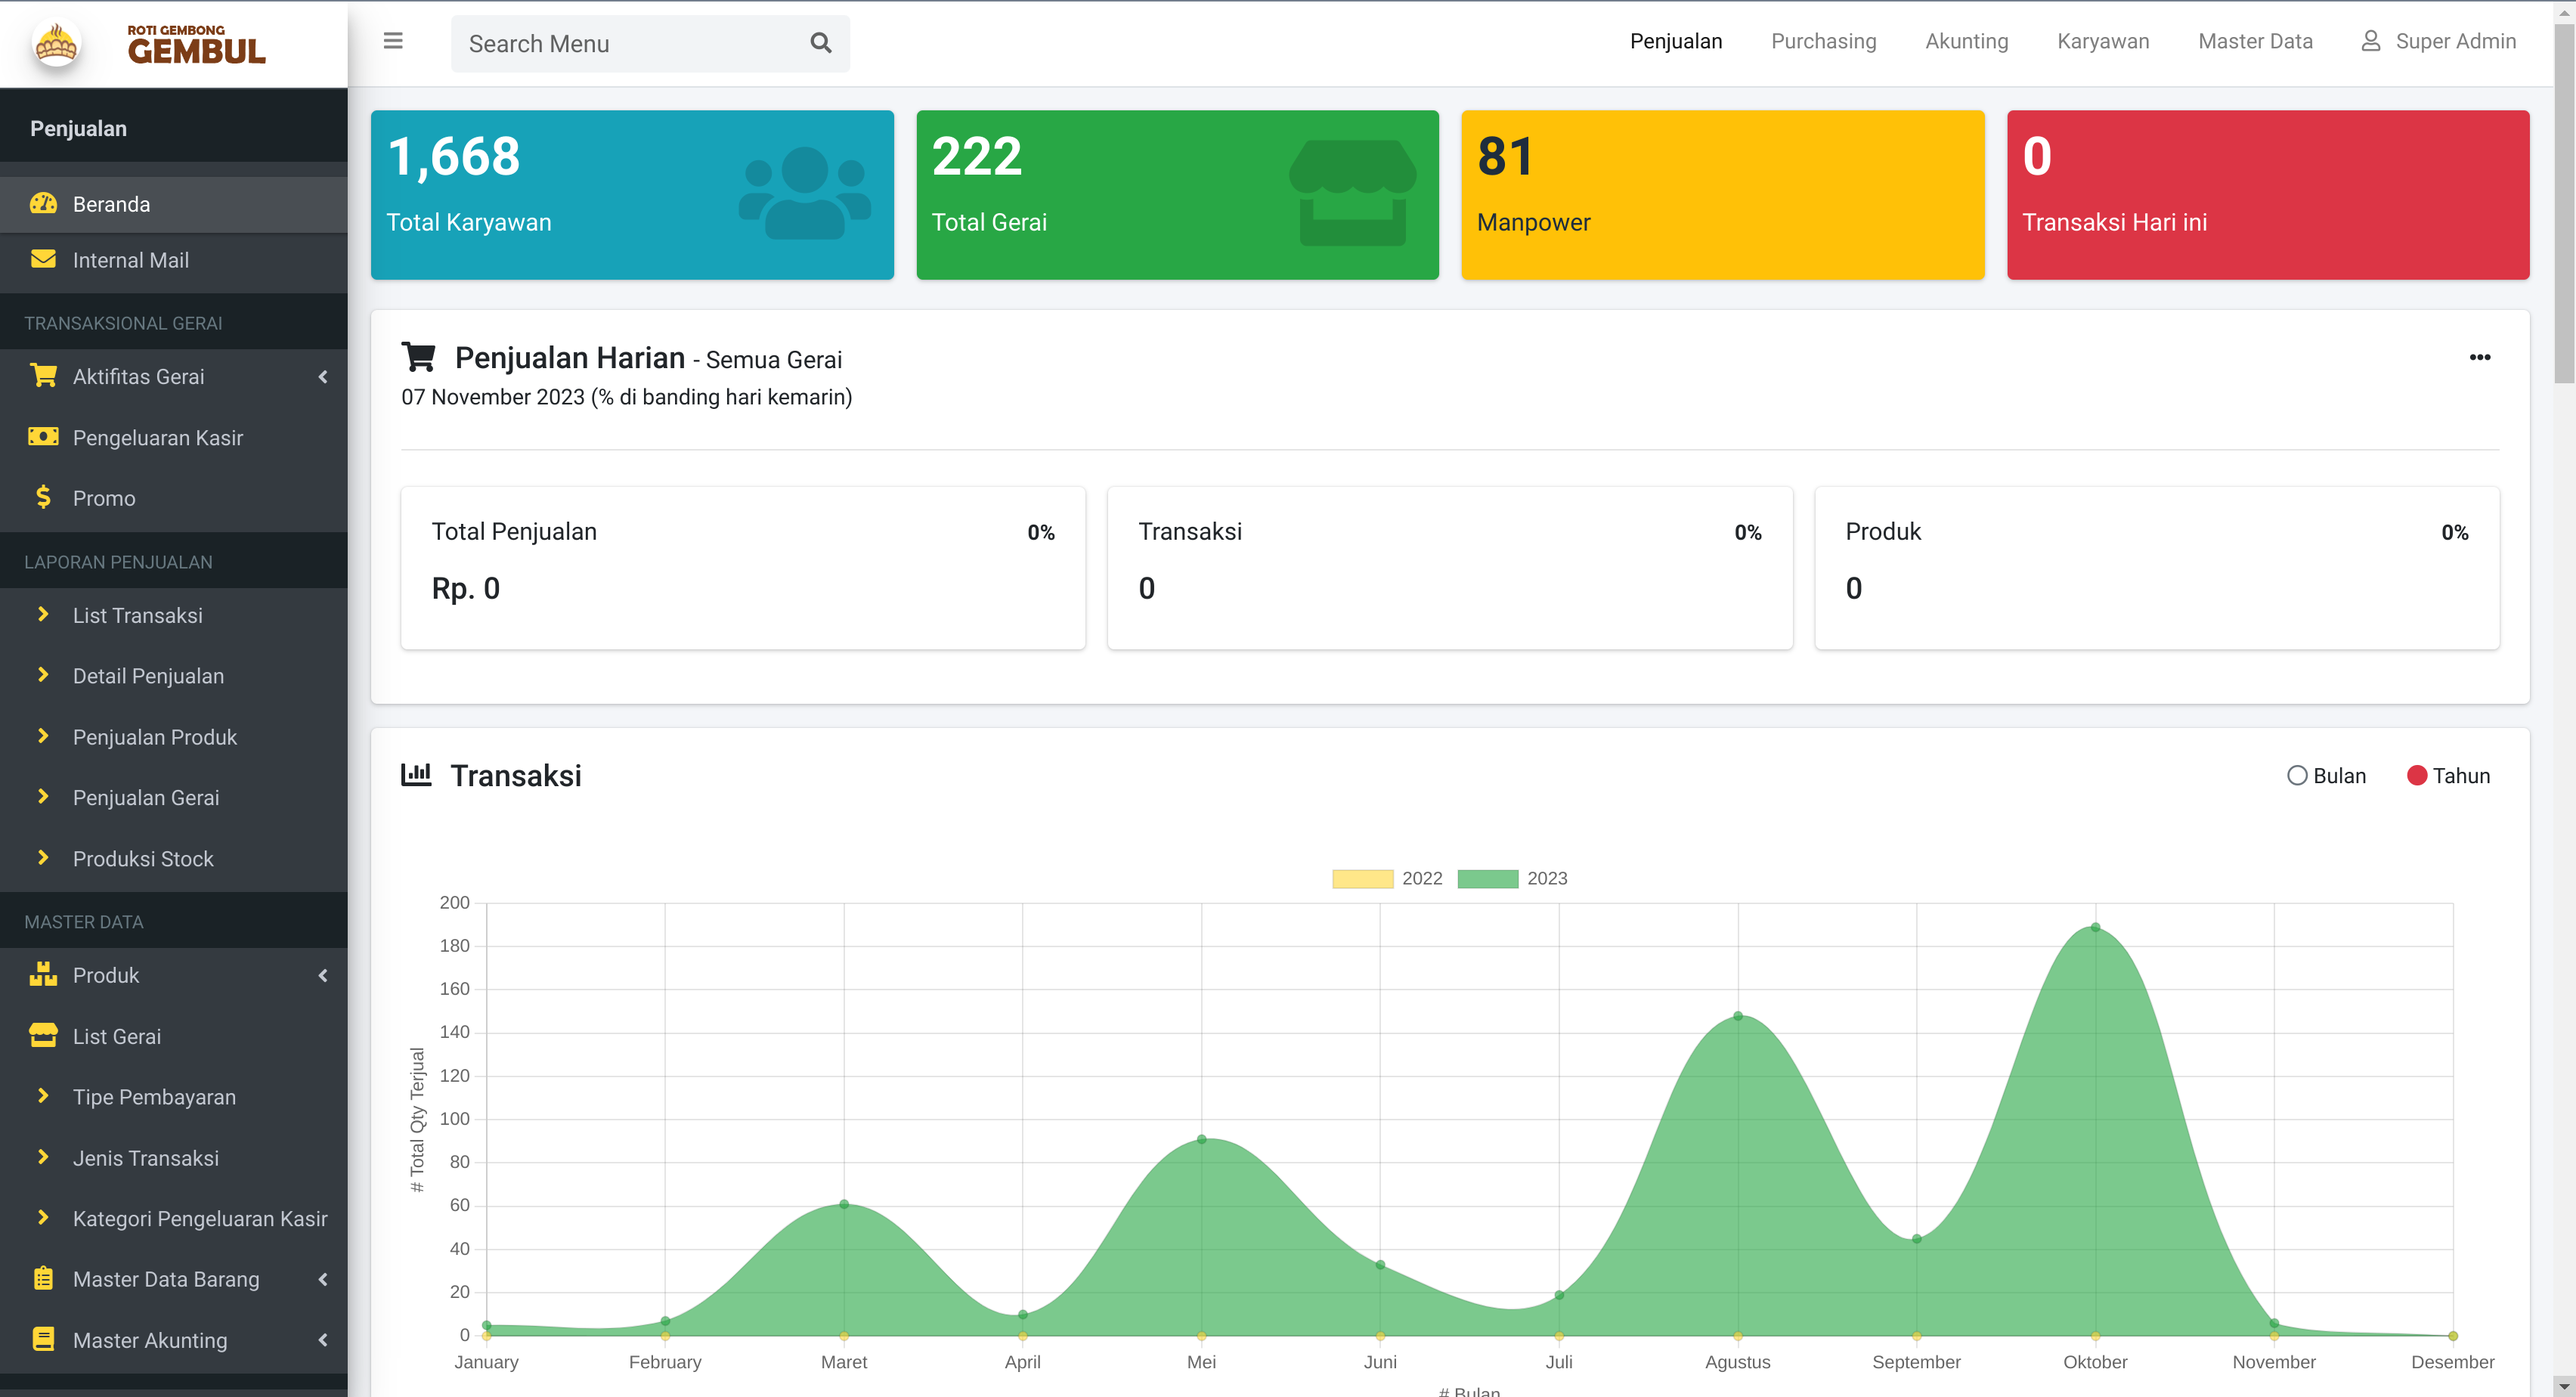 ROTI GEMBONG
GEMBUL
Search Menu
Penjualan Purchasing Akunting Karyawan Master Data Super Admin
Penjualan
Beranda
Internal Mail
TRANSAKSIONAL GERAI
Aktifitas Gerai
Pengeluaran Kasir
Promo
LAPORAN PENJUALAN
List Transaksi
Detail Penjualan
Penjualan Produk
Penjualan Gerai
Produksi Stock
MASTER DATA
Produk
List Gerai
Tipe Pembayaran
Jenis Transaksi
Kategori Pengeluaran Kasir
Master Data Barang
Master Akunting
1,668
Total Karyawan
222
Total Gerai
81
Manpower
0
Transaksi Hari ini
Penjualan Harian - Semua Gerai
07 November 2023 (% di banding hari kemarin)
Total Penjualan 0%
Rp. 0
Transaksi 0%
0
Produk 0%
0
Transaksi
Bulan Tahun
2022 2023
# Total Qty Terjual
200
180
160
140
120
100
80
60
40
20
0
January February Maret April Mei Juni Juli Agustus September Oktober November Desember
# Bulan